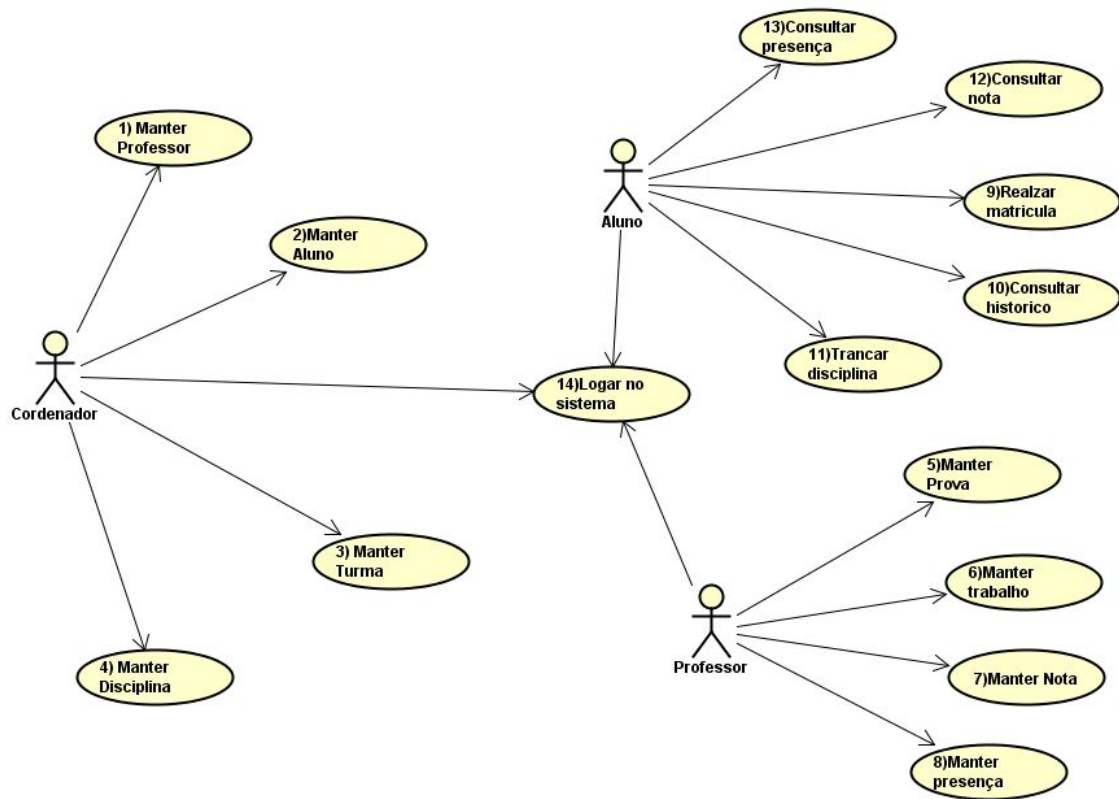 13)Consultar
presença
12)Consultar
nota
1) Manter
Professor
9)Realzar
matricula
Aluno
2)Manter
Aluno
10)Consultar
historico
11)Trancar
disciplina
14)Logar no
sistema
Cordenador
5)Manter
Prova
3) Manter
Turma
6)Manter
trabalho
Professor
4) Manter
Disciplina
7)Manter Nota
8)Manter
presença